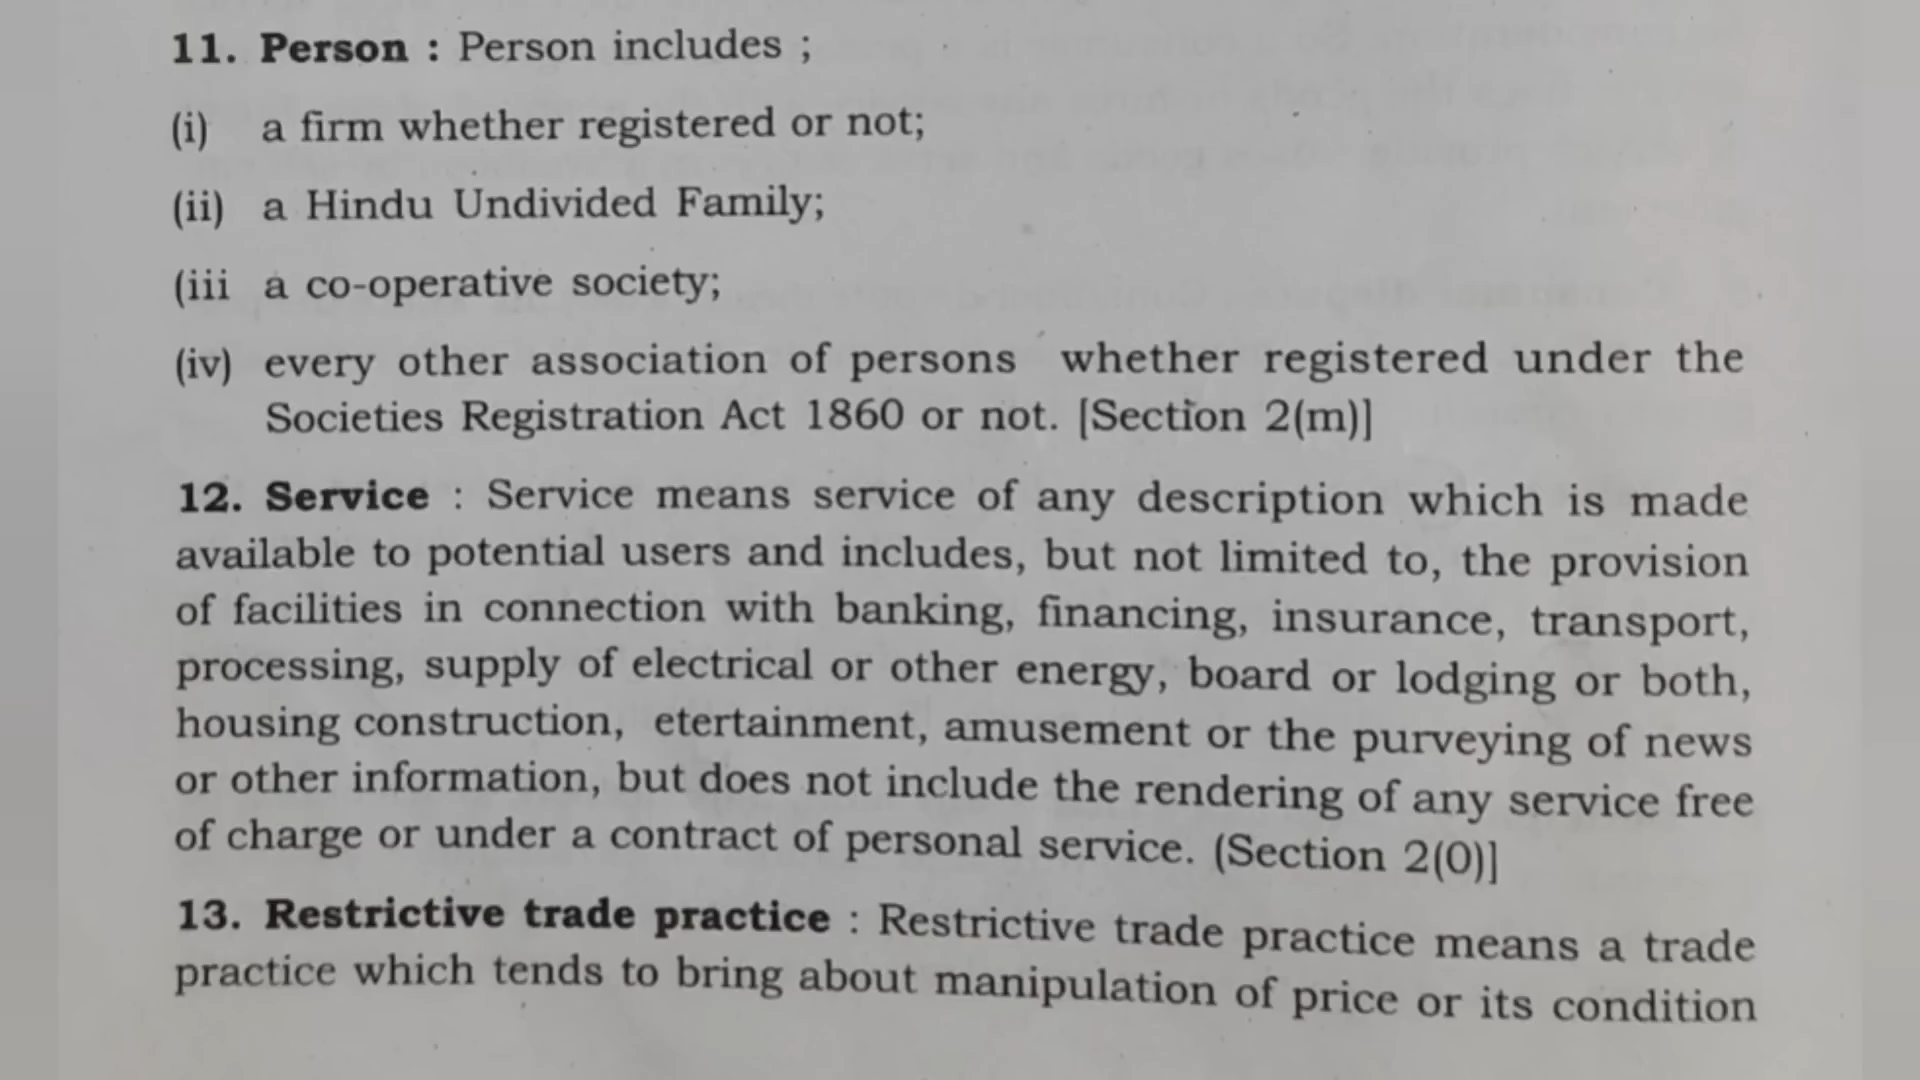 11. Person : Person includes ;
(i) a firm whether registered or not;
(ii) a Hindu Undivided Family;
(iii a co-operative society;
(iv) every other association of persons whether registered under the
Societies Registration Act 1860 or not. [Section 2(m)]
12. Service : Service means service of any description which is made
available to potential users and includes, but not limited to, the provision
of facilities in connection with banking, financing, insurance, transport,
processing, supply of electrical or other energy, board or lodging or both,
housing construction, etertainment, amusement or the purveying of news
or other information, but does not include the rendering of any service free
of charge or under a contract of personal service. (Section 2(0)]
13. Restrictive trade practice : Restrictive trade practice means a trade
practice which tends to bring about manipulation of price or its condition